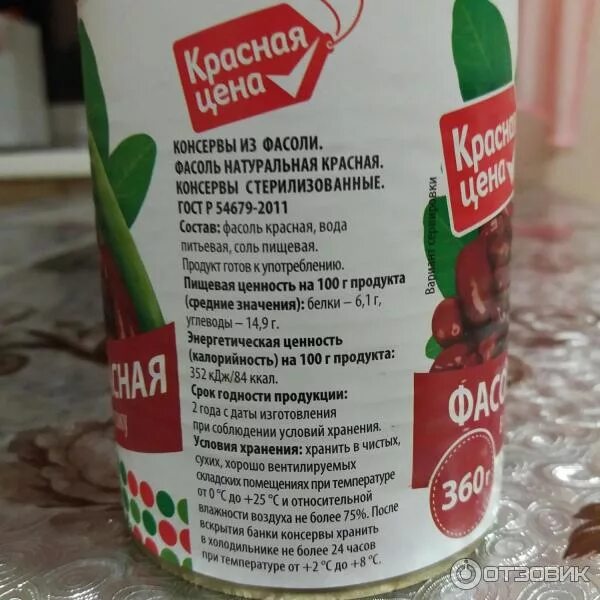 Красная
цена
КОНСЕРВЫ ИЗ ФАСОЛИ.
ФАСОЛЬ НАТУРАЛЬНАЯ КРАСНАЯ.
КОНСЕРВЫ СТЕРИЛИЗОВАННЫЕ.
ГОСТ Р 54679-2011
Состав: фасоль красная, вода
питьевая, соль пищевая.
Продукт готов к употреблению.
Пищевая ценность на 100 г продукта
(средние значения): белки – 6,1 г,
углеводы – 14,9 г.
Энергетическая ценность
(калорийность) на 100 г продукта:
352 кДж/84 ккал.
Срок годности продукции:
2 года с даты изготовления
при соблюдении условий хранения.
Условия хранения: хранить в чистых,
сухих, хорошо вентилируемых
складских помещениях при температуре
от 0 °С до +25 °С и относительной
влажности воздуха не более 75%. После
вскрытия банки консервы хранить
в холодильнике не более 24 часов
при температуре от +2 °С до +8 °С.
Красная
цена
Вариант сервировки
ФАСО
360 г
СНАЯ
ОТЗОВИК